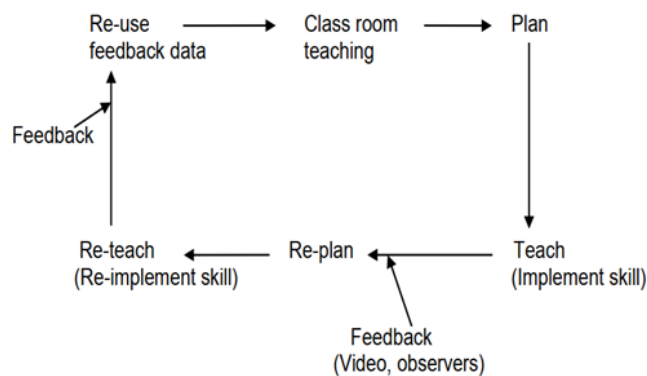 Re-use
feedback data
Class room
teaching
Plan
Feedback
Re-teach
(Re-implement skill)
Re-plan
Teach
(Implement skill)
Feedback
(Video, observers)